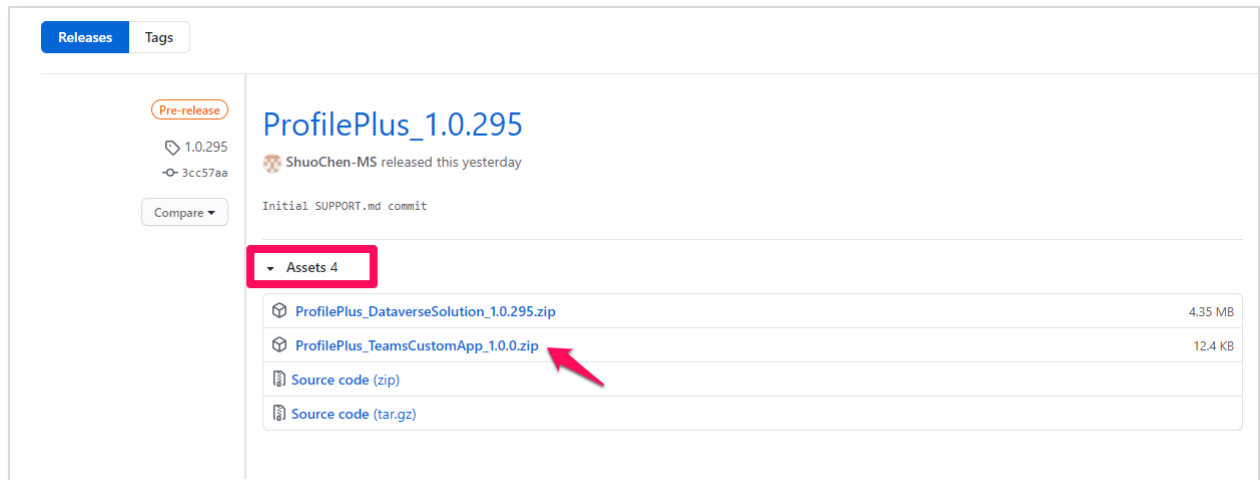 Releases Tags
Pre-release
1.0.295
3cc57aa
Compare
ProfilePlus_1.0.295
ShuoChen-MS released this yesterday
Initial SUPPORT.md commit
Assets 4
ProfilePlus_DataverseSolution_1.0.295.zip 4.35 MB
ProfilePlus_TeamsCustomApp_1.0.0.zip 12.4 KB
Source code (zip)
Source code (tar.gz)